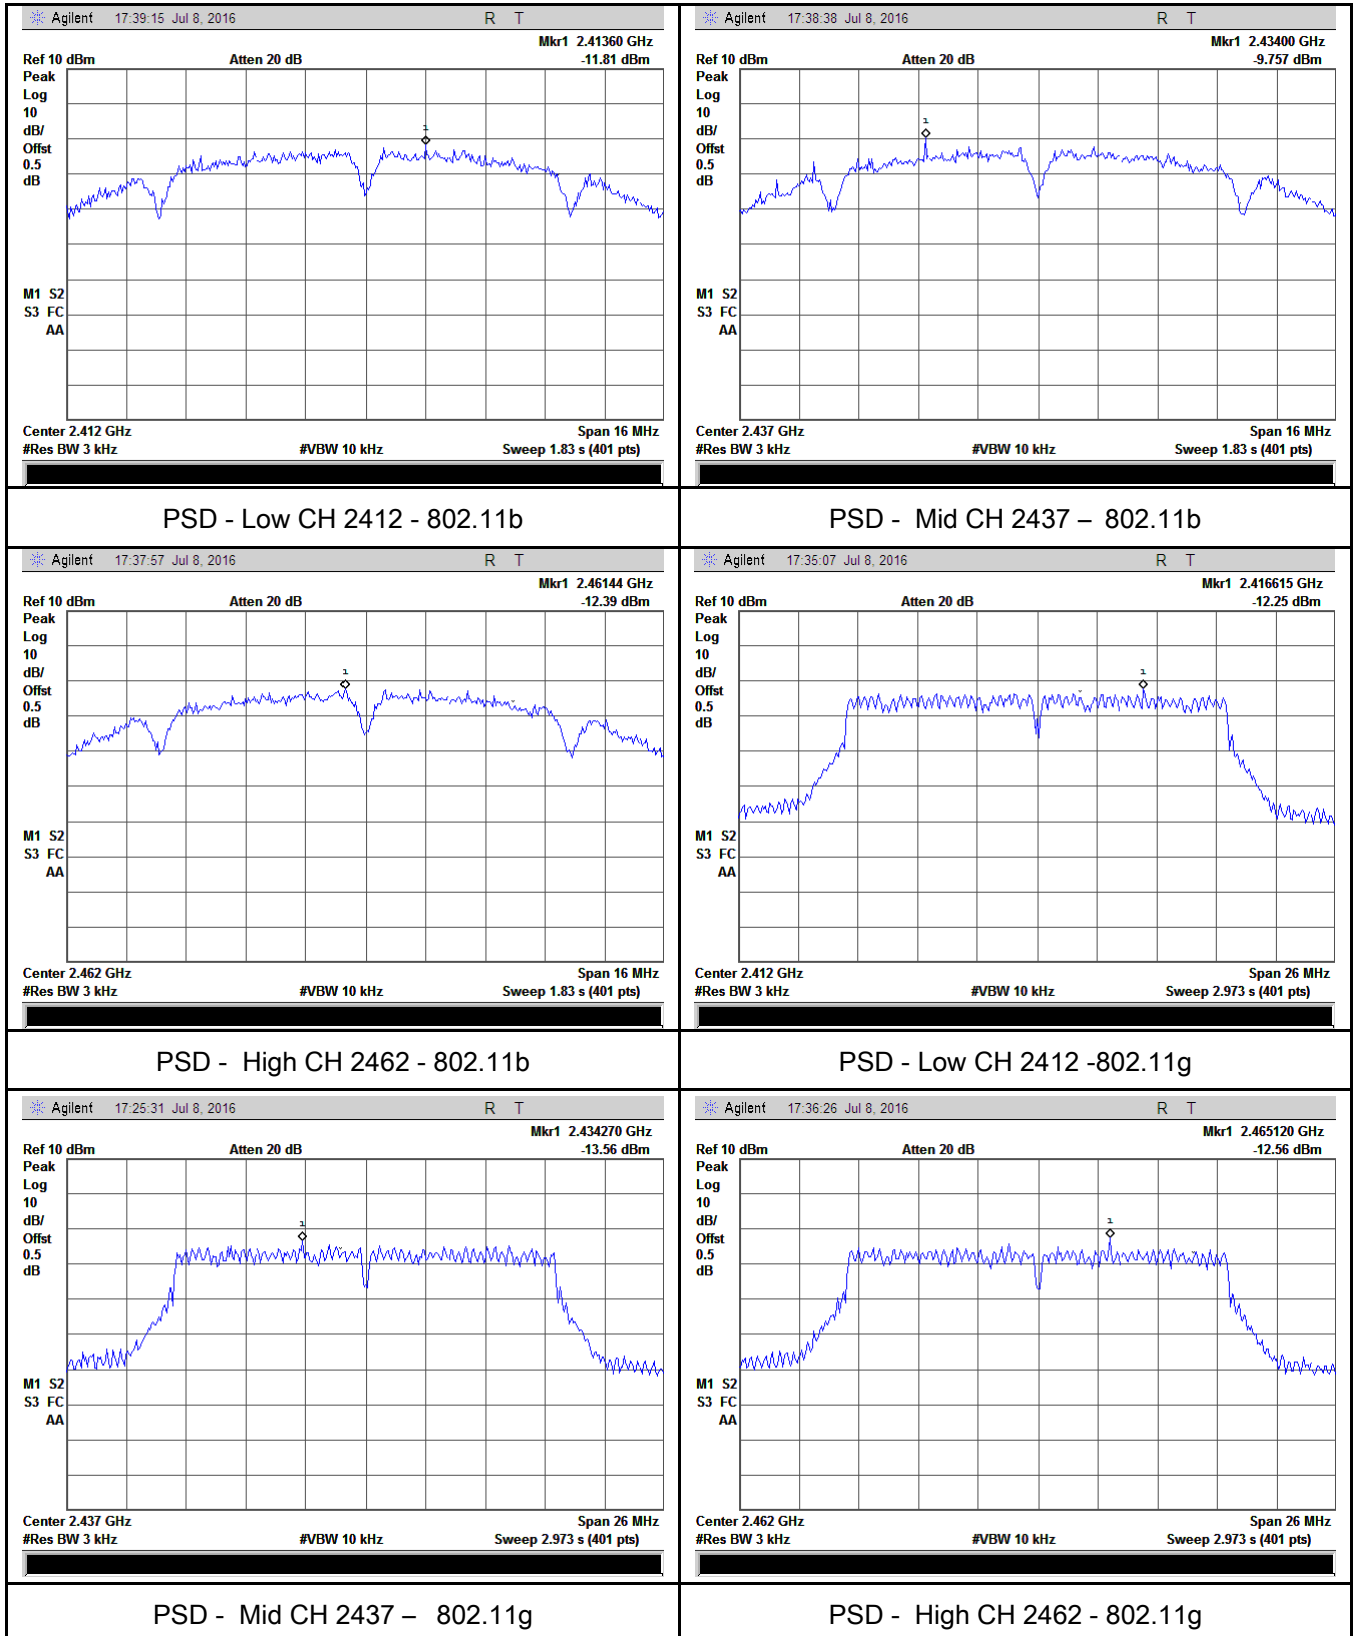 Agilent 17:39:15 Jul 8, 2016 R T
Mkr1 2.41360 GHz
Ref 10 dBm Atten 20 dB -11.81 dBm
Peak
Log
10
dB/
Offst
0.5
dB
1
M1 S2
S3 FC
AA
Center 2.412 GHz Span 16 MHz
#Res BW 3 kHz #VBW 10 kHz Sweep 1.83 s (401 pts)
PSD - Low CH 2412 - 802.11b
Agilent 17:38:38 Jul 8, 2016 R T
Mkr1 2.43400 GHz
Ref 10 dBm Atten 20 dB -9.757 dBm
Peak
Log
10
dB/
Offst
0.5
dB
1
M1 S2
S3 FC
AA
Center 2.437 GHz Span 16 MHz
#Res BW 3 kHz #VBW 10 kHz Sweep 1.83 s (401 pts)
PSD - Mid CH 2437 – 802.11b
Agilent 17:37:57 Jul 8, 2016 R T
Mkr1 2.46144 GHz
Ref 10 dBm Atten 20 dB -12.39 dBm
Peak
Log
10
dB/
Offst
0.5
dB
1
M1 S2
S3 FC
AA
Center 2.462 GHz Span 16 MHz
#Res BW 3 kHz #VBW 10 kHz Sweep 1.83 s (401 pts)
PSD - High CH 2462 - 802.11b
Agilent 17:35:07 Jul 8, 2016 R T
Mkr1 2.416615 GHz
Ref 10 dBm Atten 20 dB -12.25 dBm
Peak
Log
10
dB/
Offst
0.5
dB
1
M1 S2
S3 FC
AA
Center 2.412 GHz Span 26 MHz
#Res BW 3 kHz #VBW 10 kHz Sweep 2.973 s (401 pts)
PSD - Low CH 2412 -802.11g
Agilent 17:25:31 Jul 8, 2016 R T
Mkr1 2.434270 GHz
Ref 10 dBm Atten 20 dB -13.56 dBm
Peak
Log
10
dB/
Offst
0.5
dB
1
M1 S2
S3 FC
AA
Center 2.437 GHz Span 26 MHz
#Res BW 3 kHz #VBW 10 kHz Sweep 2.973 s (401 pts)
PSD - Mid CH 2437 – 802.11g
Agilent 17:36:26 Jul 8, 2016 R T
Mkr1 2.465120 GHz
Ref 10 dBm Atten 20 dB -12.56 dBm
Peak
Log
10
dB/
Offst
0.5
dB
1
M1 S2
S3 FC
AA
Center 2.462 GHz Span 26 MHz
#Res BW 3 kHz #VBW 10 kHz Sweep 2.973 s (401 pts)
PSD - High CH 2462 - 802.11g